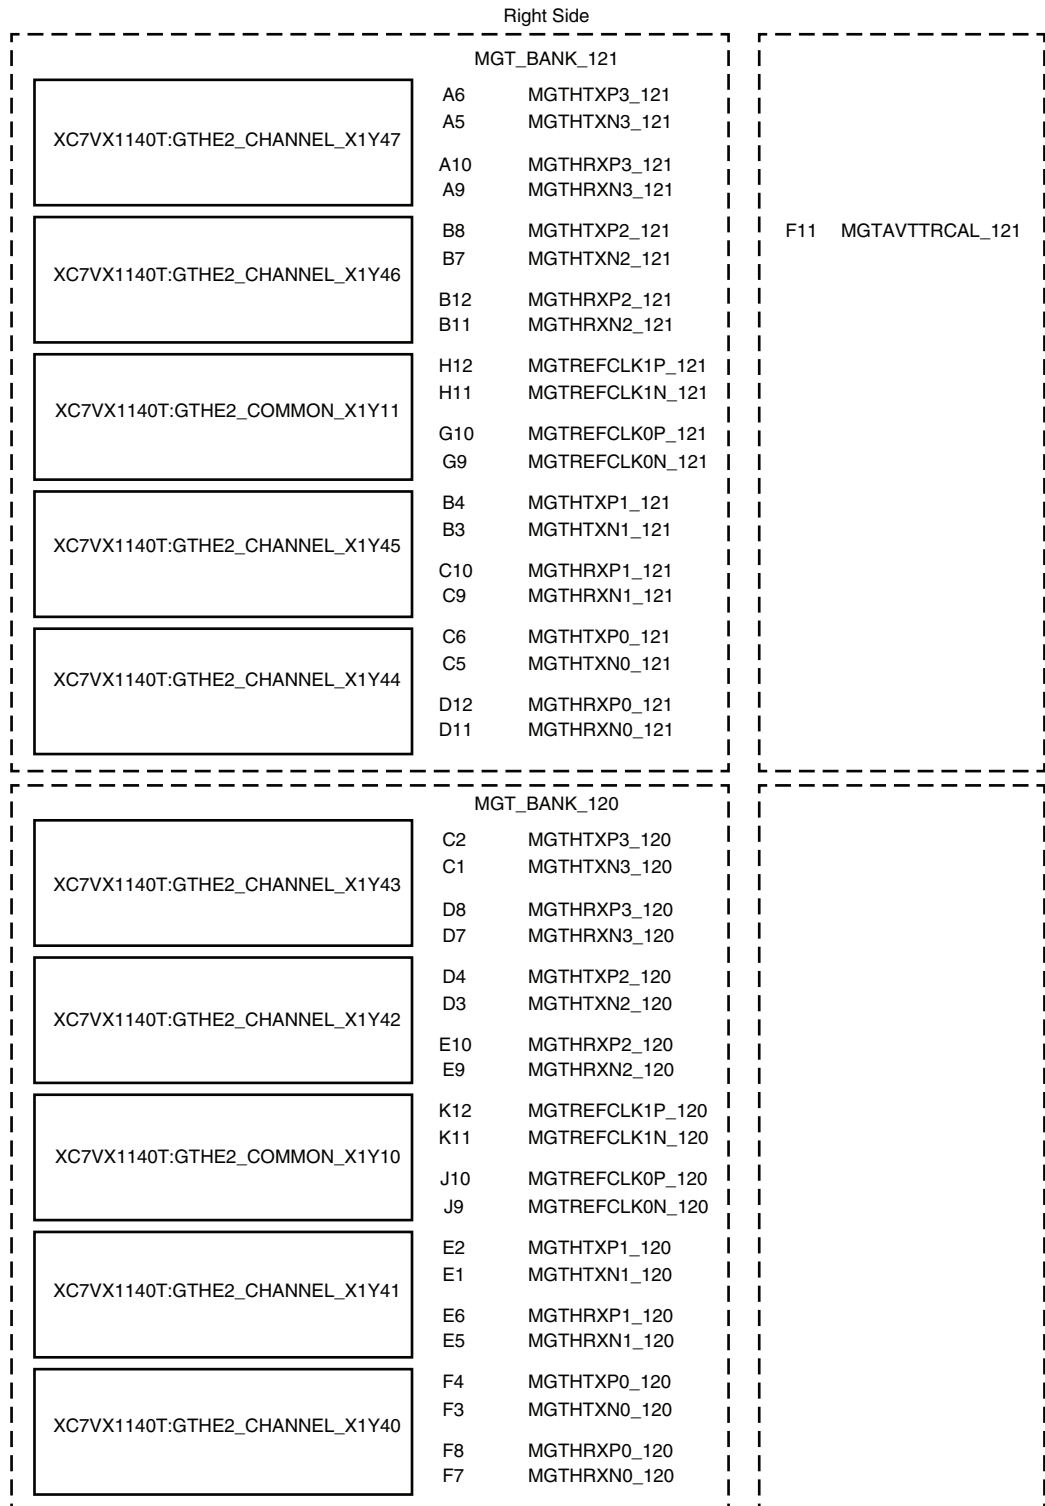 Right Side
MGT_BANK_121
XC7VX1140T:GTHE2_CHANNEL_X1Y47
A6 MGTHTXP3_121
A5 MGTHTXN3_121
A10 MGTHRXP3_121
A9 MGTHRXN3_121
XC7VX1140T:GTHE2_CHANNEL_X1Y46
B8 MGTHTXP2_121
B7 MGTHTXN2_121
B12 MGTHRXP2_121
B11 MGTHRXN2_121
XC7VX1140T:GTHE2_COMMON_X1Y11
H12 MGTREFCLK1P_121
H11 MGTREFCLK1N_121
G10 MGTREFCLK0P_121
G9 MGTREFCLK0N_121
XC7VX1140T:GTHE2_CHANNEL_X1Y45
B4 MGTHTXP1_121
B3 MGTHTXN1_121
C10 MGTHRXP1_121
C9 MGTHRXN1_121
XC7VX1140T:GTHE2_CHANNEL_X1Y44
C6 MGTHTXP0_121
C5 MGTHTXN0_121
D12 MGTHRXP0_121
D11 MGTHRXN0_121
F11 MGTAVTTRCAL_121
MGT_BANK_120
XC7VX1140T:GTHE2_CHANNEL_X1Y43
C2 MGTHTXP3_120
C1 MGTHTXN3_120
D8 MGTHRXP3_120
D7 MGTHRXN3_120
XC7VX1140T:GTHE2_CHANNEL_X1Y42
D4 MGTHTXP2_120
D3 MGTHTXN2_120
E10 MGTHRXP2_120
E9 MGTHRXN2_120
XC7VX1140T:GTHE2_COMMON_X1Y10
K12 MGTREFCLK1P_120
K11 MGTREFCLK1N_120
J10 MGTREFCLK0P_120
J9 MGTREFCLK0N_120
XC7VX1140T:GTHE2_CHANNEL_X1Y41
E2 MGTHTXP1_120
E1 MGTHTXN1_120
E6 MGTHRXP1_120
E5 MGTHRXN1_120
XC7VX1140T:GTHE2_CHANNEL_X1Y40
F4 MGTHTXP0_120
F3 MGTHTXN0_120
F8 MGTHRXP0_120
F7 MGTHRXN0_120